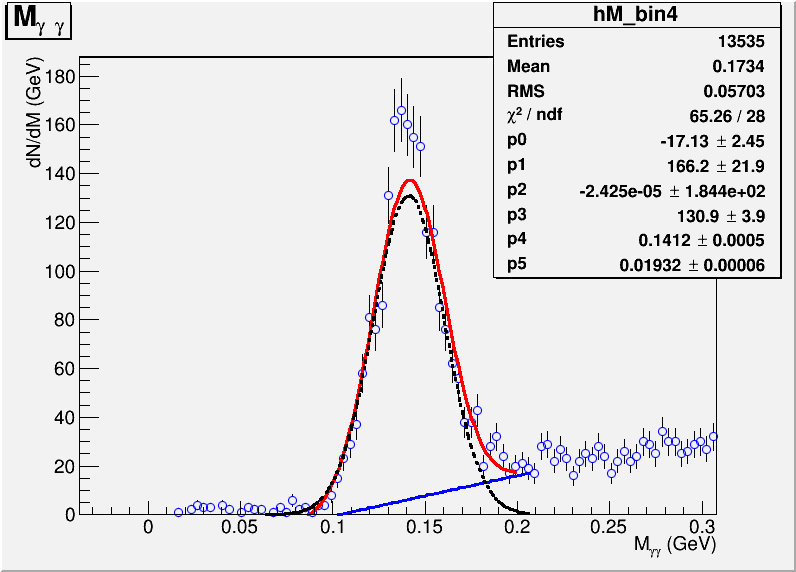 M γ γ
hM_bin4
Entries 13535
Mean 0.1734
RMS 0.05703
χ² / ndf 65.26 / 28
p0 -17.13 ± 2.45
p1 166.2 ± 21.9
p2 -2.425e-05 ± 1.844e+02
p3 130.9 ± 3.9
p4 0.1412 ± 0.0005
p5 0.01932 ± 0.00006
dN/dM (GeV)
180
160
140
120
100
80
60
40
20
0
0 0.05 0.1 0.15 0.2 0.25 0.3
Mγγ (GeV)